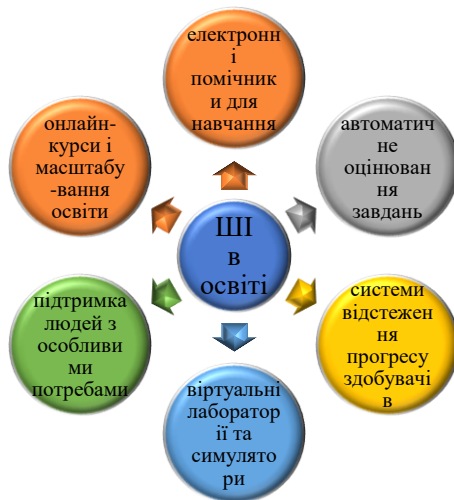 електронн
і
помічник
и для
навчання
автоматич
не
оцінюван
ня
завдань
системи
відстежен
ня
прогресу
здобувачі
в
віртуальні
лаборатор
ії та
симулято
ри
підтримка
людей з
особливи
ми
потребами
онлайн-
курси і
масштабу
-вання
освіти
ШІ
в
освіті